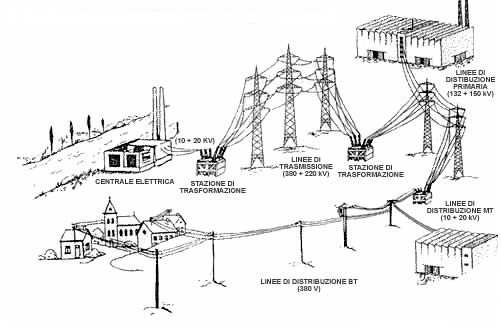 LINEE DI
DISTIBUZIONE
PRIMARIA
(132 + 150 kV)
(10 + 20 KV)
CENTRALE ELETTRICA
STAZIONE DI
TRASFORMAZIONE
LINEE DI
TRASMISSIONE
(380 + 220 kV)
STAZIONE DI
TRASFORMAZIONE
LINEE DI
DISTRIBUZIONE MT
(10 + 20 kV)
LINEE DI DISTRIBUZIONE BT
(380 V)